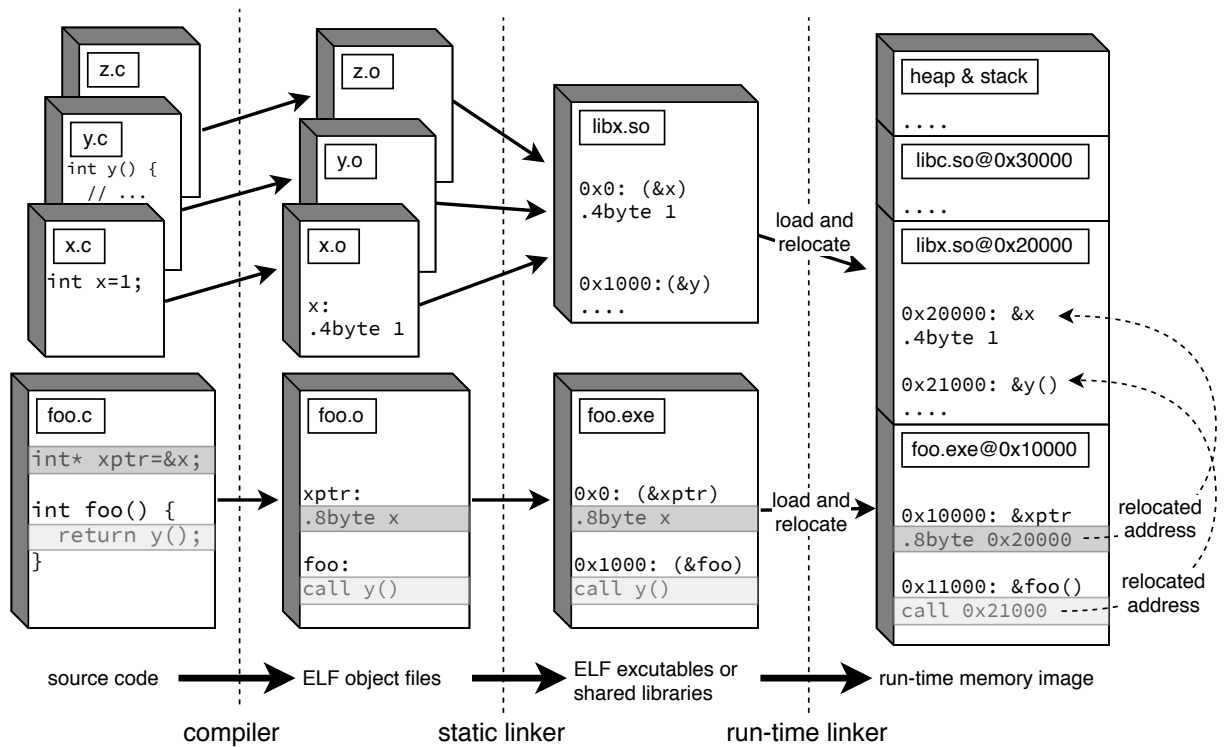 z.c
y.c
int y() {
// ...
x.c
int x=1;
z.o
y.o
x.o
x:
.4byte 1
libx.so
0x0: (&x)
.4byte 1
0x1000:(&y)
....
load and
relocate
heap & stack
....
libc.so@0x30000
....
libx.so@0x20000
0x20000: &x
.4byte 1
0x21000: &y()
....
foo.c
int* xptr=&x;
int foo() {
return y();
}
foo.o
xptr:
.8byte x
foo:
call y()
foo.exe
0x0: (&xptr)
.8byte x
0x1000: (&foo)
call y()
load and
relocate
foo.exe@0x10000
0x10000: &xptr
.8byte 0x20000
0x11000: &foo()
call 0x21000
relocated
address
relocated
address
source code
ELF object files
ELF excutables or
shared libraries
run-time memory image
compiler
static linker
run-time linker